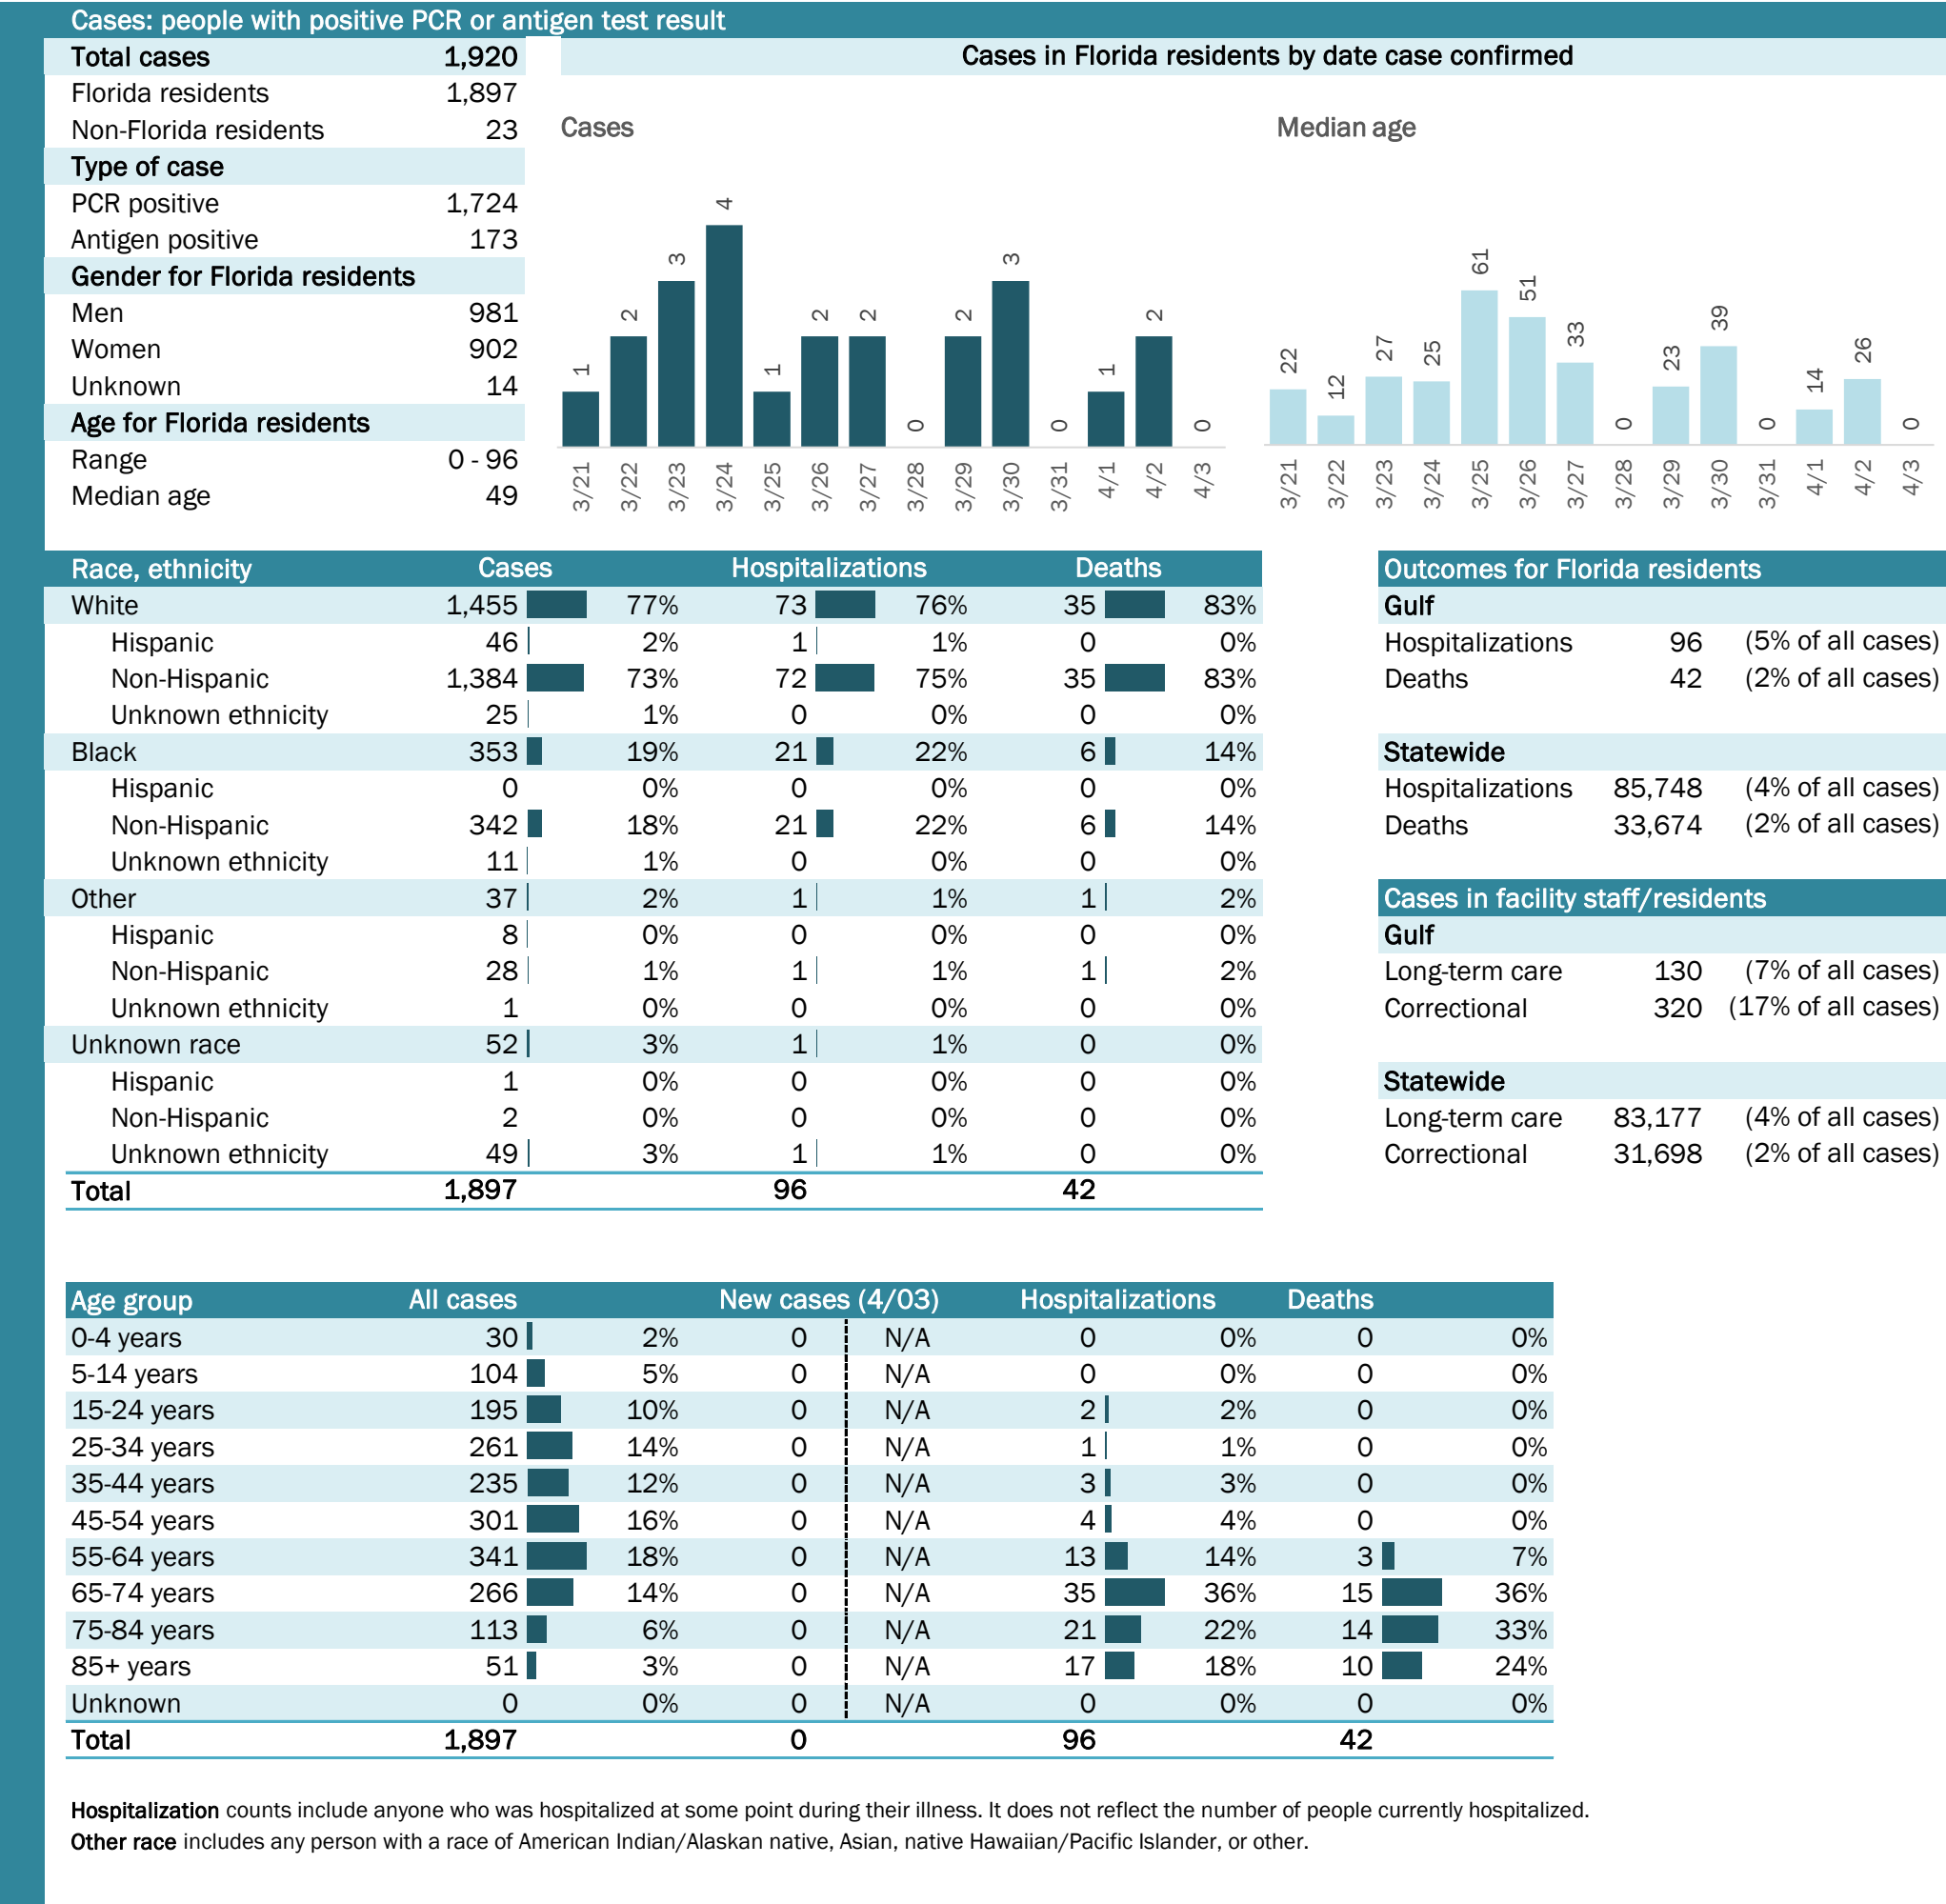 Cases: people with positive PCR or antigen test result
Total cases 1,920
Florida residents 1,897
Non-Florida residents 23
Type of case
PCR positive 1,724
Antigen positive 173
Gender for Florida residents
Men 981
Women 902
Unknown 14
Age for Florida residents
Range 0 - 96
Median age 49
Cases in Florida residents by date case confirmed
Cases
1 2 3 4 1 2 2 0 2 3 0 1 2 0
3/21 3/22 3/23 3/24 3/25 3/26 3/27 3/28 3/29 3/30 3/31 4/1 4/2 4/3
Median age
22 12 27 25 61 51 33 0 23 39 0 14 26 0
3/21 3/22 3/23 3/24 3/25 3/26 3/27 3/28 3/29 3/30 3/31 4/1 4/2 4/3
Race, ethnicity Cases Hospitalizations Deaths
White 1,455 77% 73 76% 35 83%
Hispanic 46 2% 1 1% 0 0%
Non-Hispanic 1,384 73% 72 75% 35 83%
Unknown ethnicity 25 1% 0 0% 0 0%
Black 353 19% 21 22% 6 14%
Hispanic 0 0% 0 0% 0 0%
Non-Hispanic 342 18% 21 22% 6 14%
Unknown ethnicity 11 1% 0 0% 0 0%
Other 37 2% 1 1% 1 2%
Hispanic 8 0% 0 0% 0 0%
Non-Hispanic 28 1% 1 1% 1 2%
Unknown ethnicity 1 0% 0 0% 0 0%
Unknown race 52 3% 1 1% 0 0%
Hispanic 1 0% 0 0% 0 0%
Non-Hispanic 2 0% 0 0% 0 0%
Unknown ethnicity 49 3% 1 1% 0 0%
Total 1,897 96 42
Outcomes for Florida residents
Gulf
Hospitalizations 96 (5% of all cases)
Deaths 42 (2% of all cases)
Statewide
Hospitalizations 85,748 (4% of all cases)
Deaths 33,674 (2% of all cases)
Cases in facility staff/residents
Gulf
Long-term care 130 (7% of all cases)
Correctional 320 (17% of all cases)
Statewide
Long-term care 83,177 (4% of all cases)
Correctional 31,698 (2% of all cases)
Age group All cases New cases (4/03) Hospitalizations Deaths
0-4 years 30 2% 0 N/A 0 0% 0 0%
5-14 years 104 5% 0 N/A 0 0% 0 0%
15-24 years 195 10% 0 N/A 2 2% 0 0%
25-34 years 261 14% 0 N/A 1 1% 0 0%
35-44 years 235 12% 0 N/A 3 3% 0 0%
45-54 years 301 16% 0 N/A 4 4% 0 0%
55-64 years 341 18% 0 N/A 13 14% 3 7%
65-74 years 266 14% 0 N/A 35 36% 15 36%
75-84 years 113 6% 0 N/A 21 22% 14 33%
85+ years 51 3% 0 N/A 17 18% 10 24%
Unknown 0 0% 0 N/A 0 0% 0 0%
Total 1,897 0 96 42
Hospitalization counts include anyone who was hospitalized at some point during their illness. It does not reflect the number of people currently hospitalized.
Other race includes any person with a race of American Indian/Alaskan native, Asian, native Hawaiian/Pacific Islander, or other.